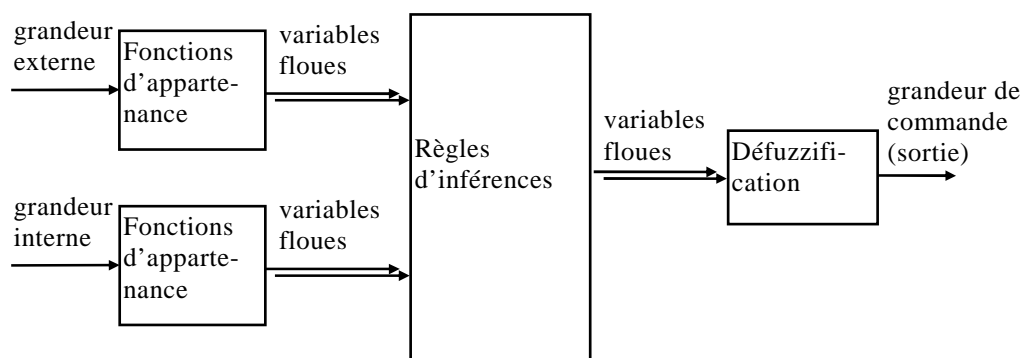 grandeur
externe
Fonctions
d'apparte-
nance
variables
floues
grandeur
interne
Fonctions
d'apparte-
nance
variables
floues
Règles
d'inférences
variables
floues
Défuzzifi-
cation
grandeur de
commande
(sortie)